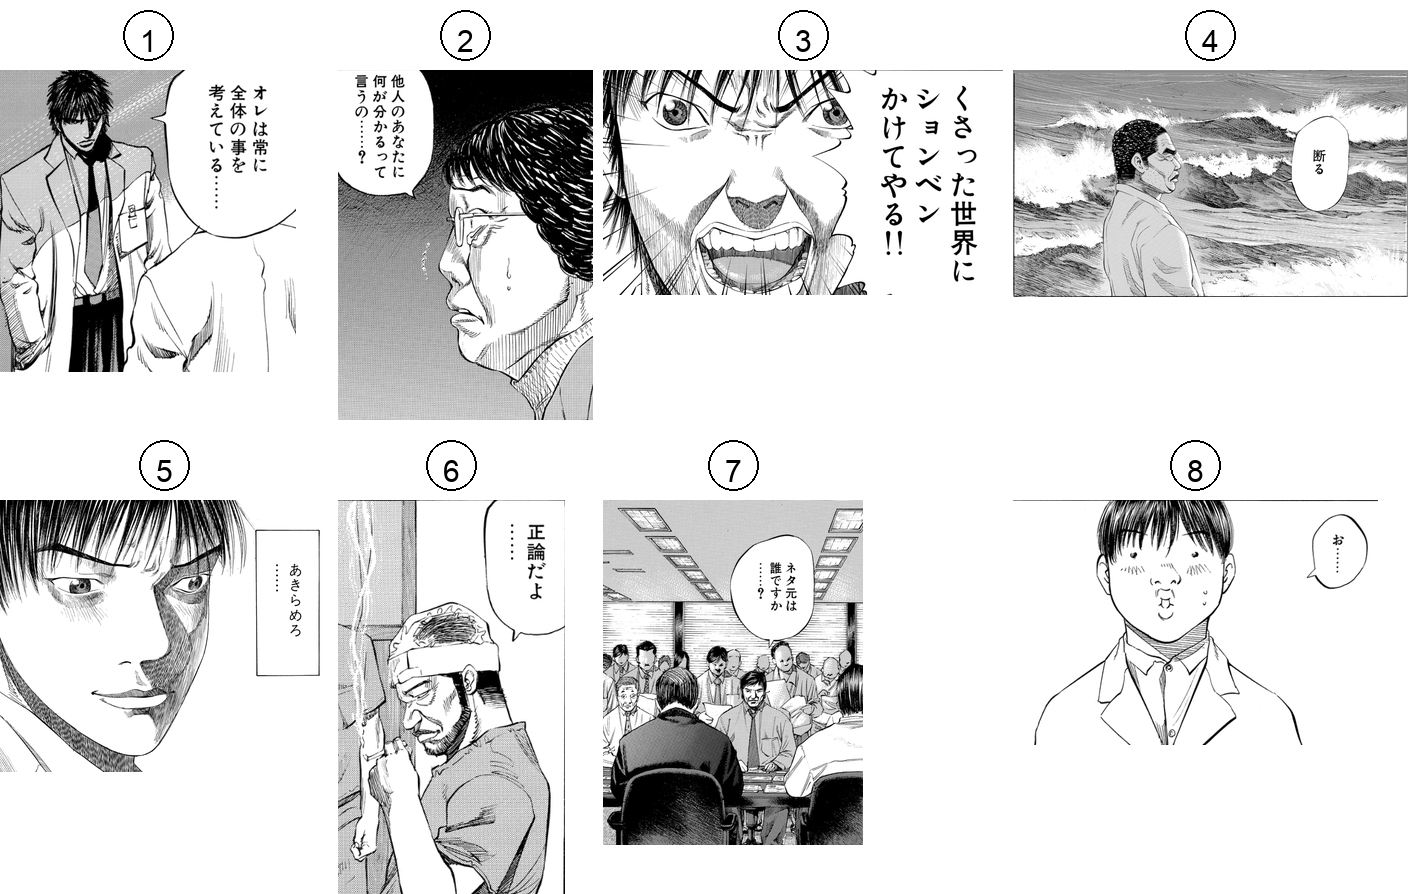 1
オレは常に
全体の事を
考えている……
2
他人のあなたに
何が分かるって
言うの……?
3
くさった世界に
ションベン
かけてやる!!
4
断る
5
あきらめろ
……
6
正論だよ
……
7
ネタ元は
誰ですか
……?
8
お……